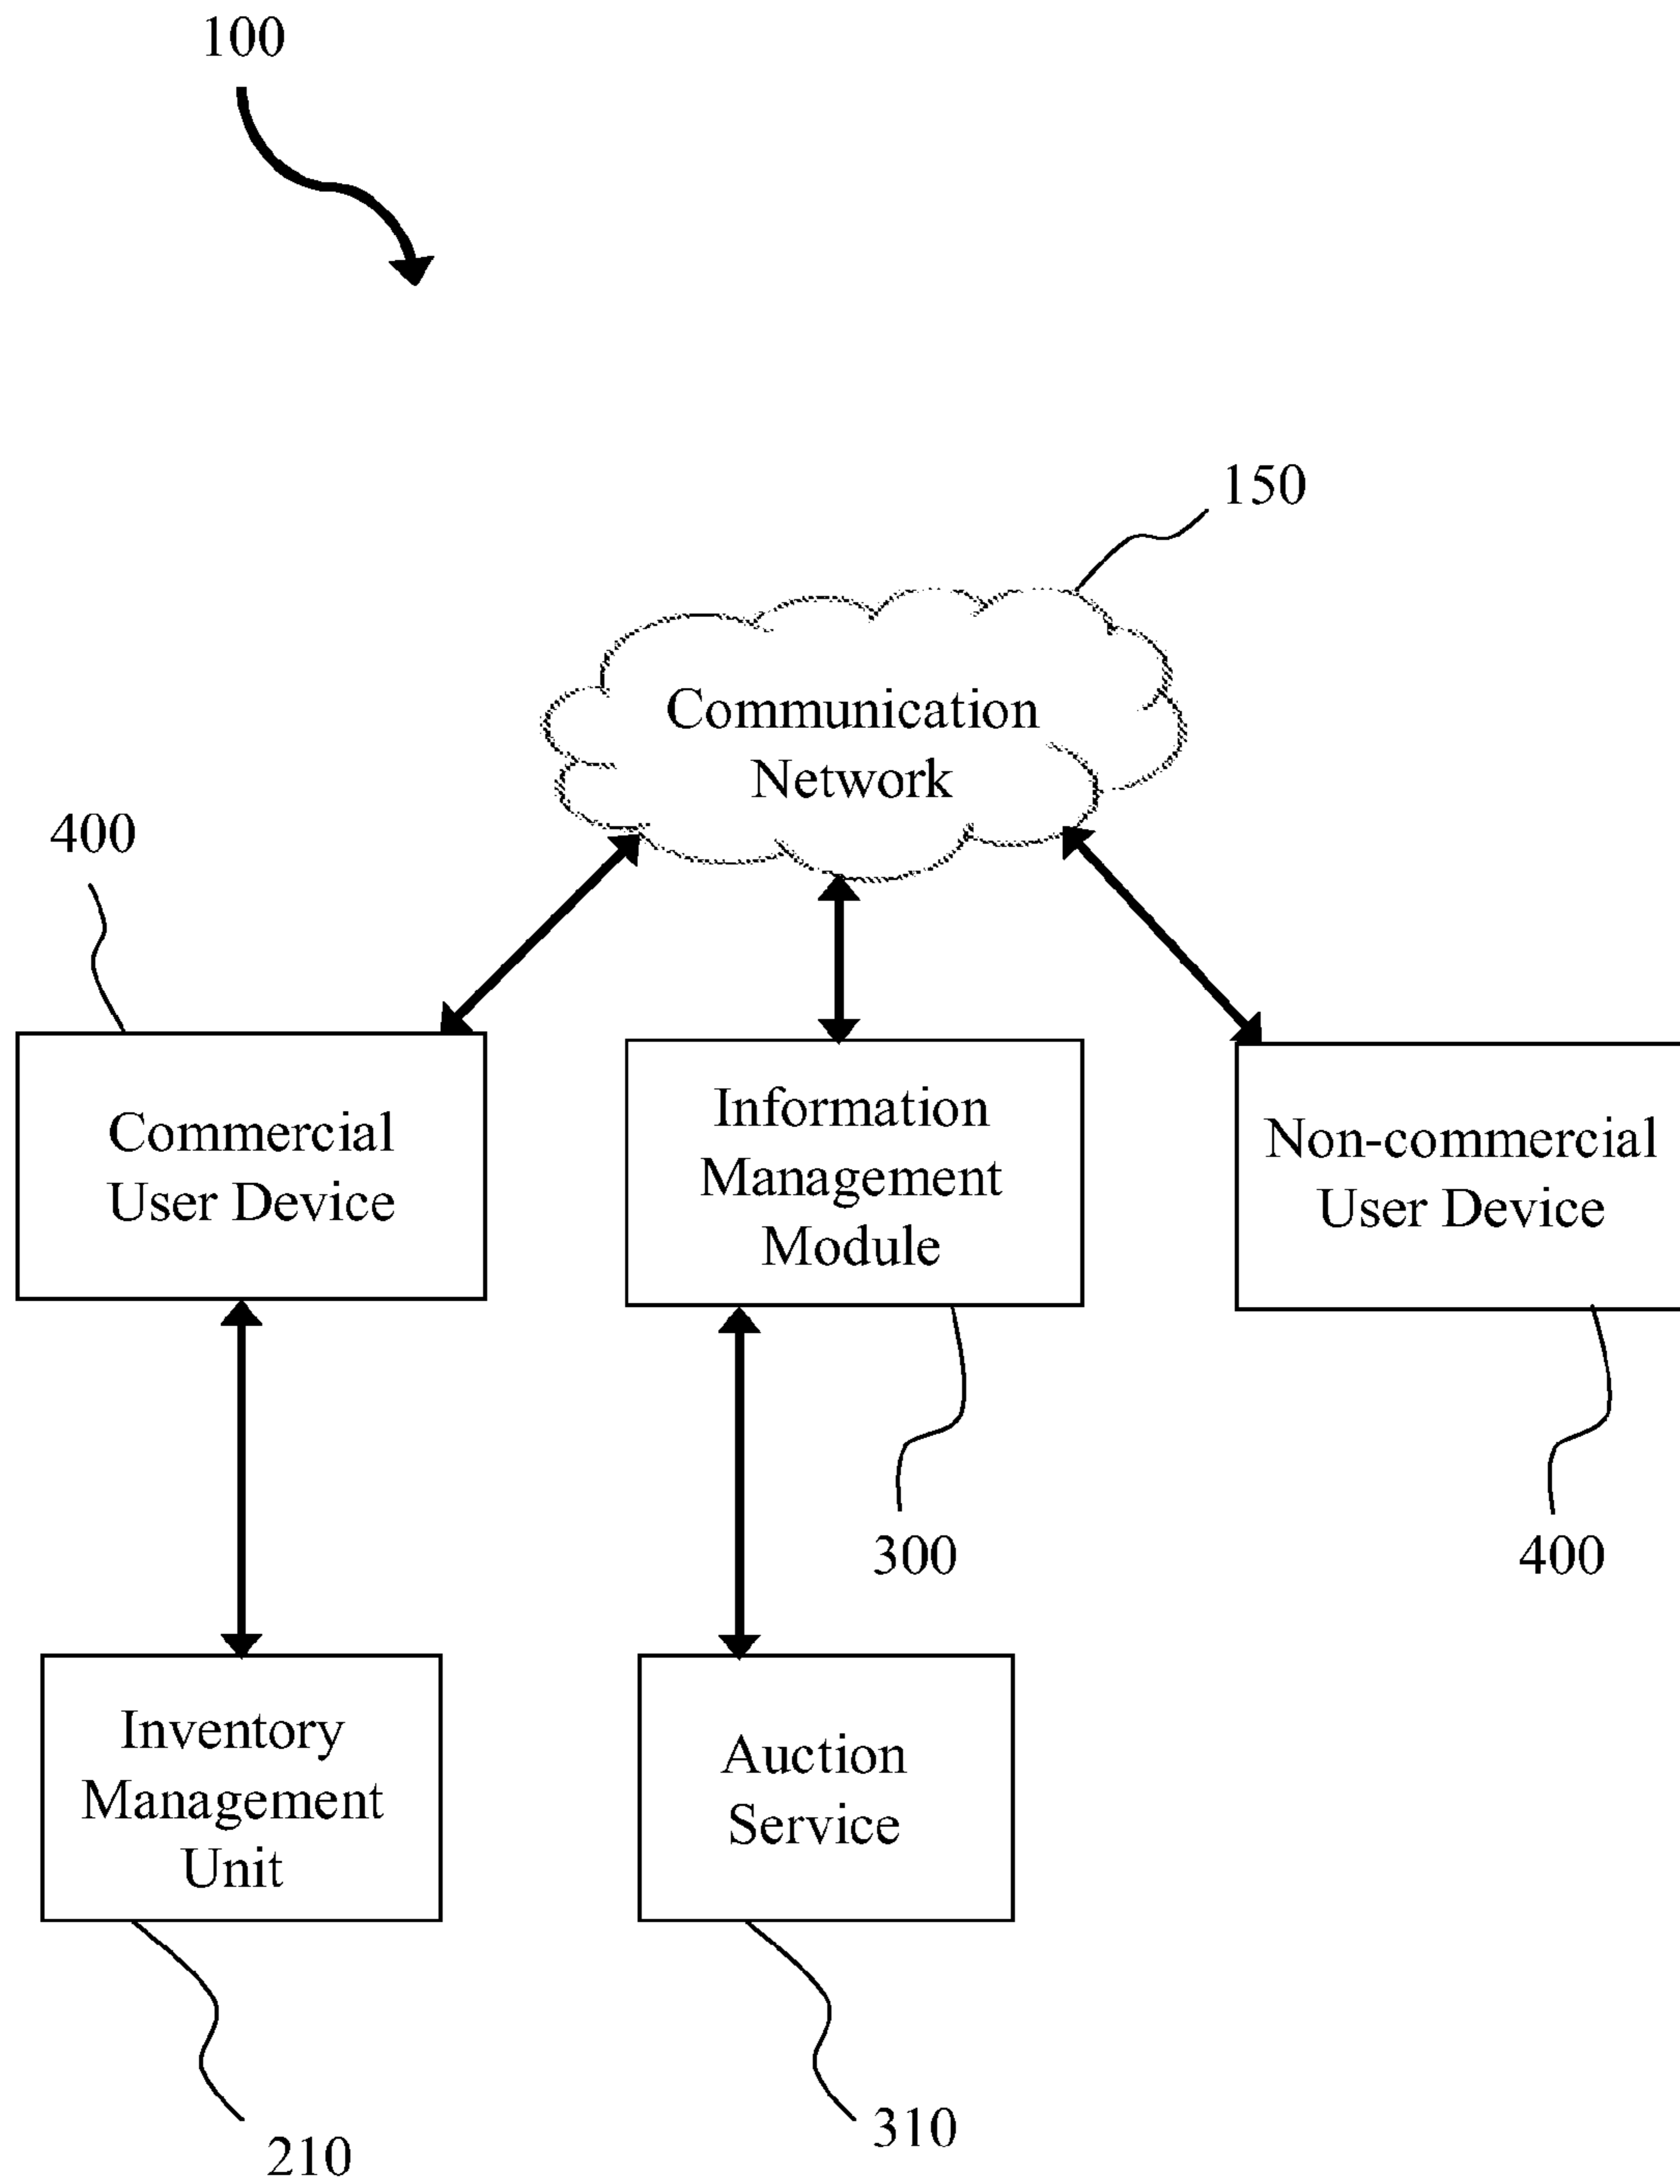 100
150
Communication
Network
400
Commercial
User Device
Information
Management
Module
Non-commercial
User Device
300
400
Inventory
Management
Unit
Auction
Service
210
310